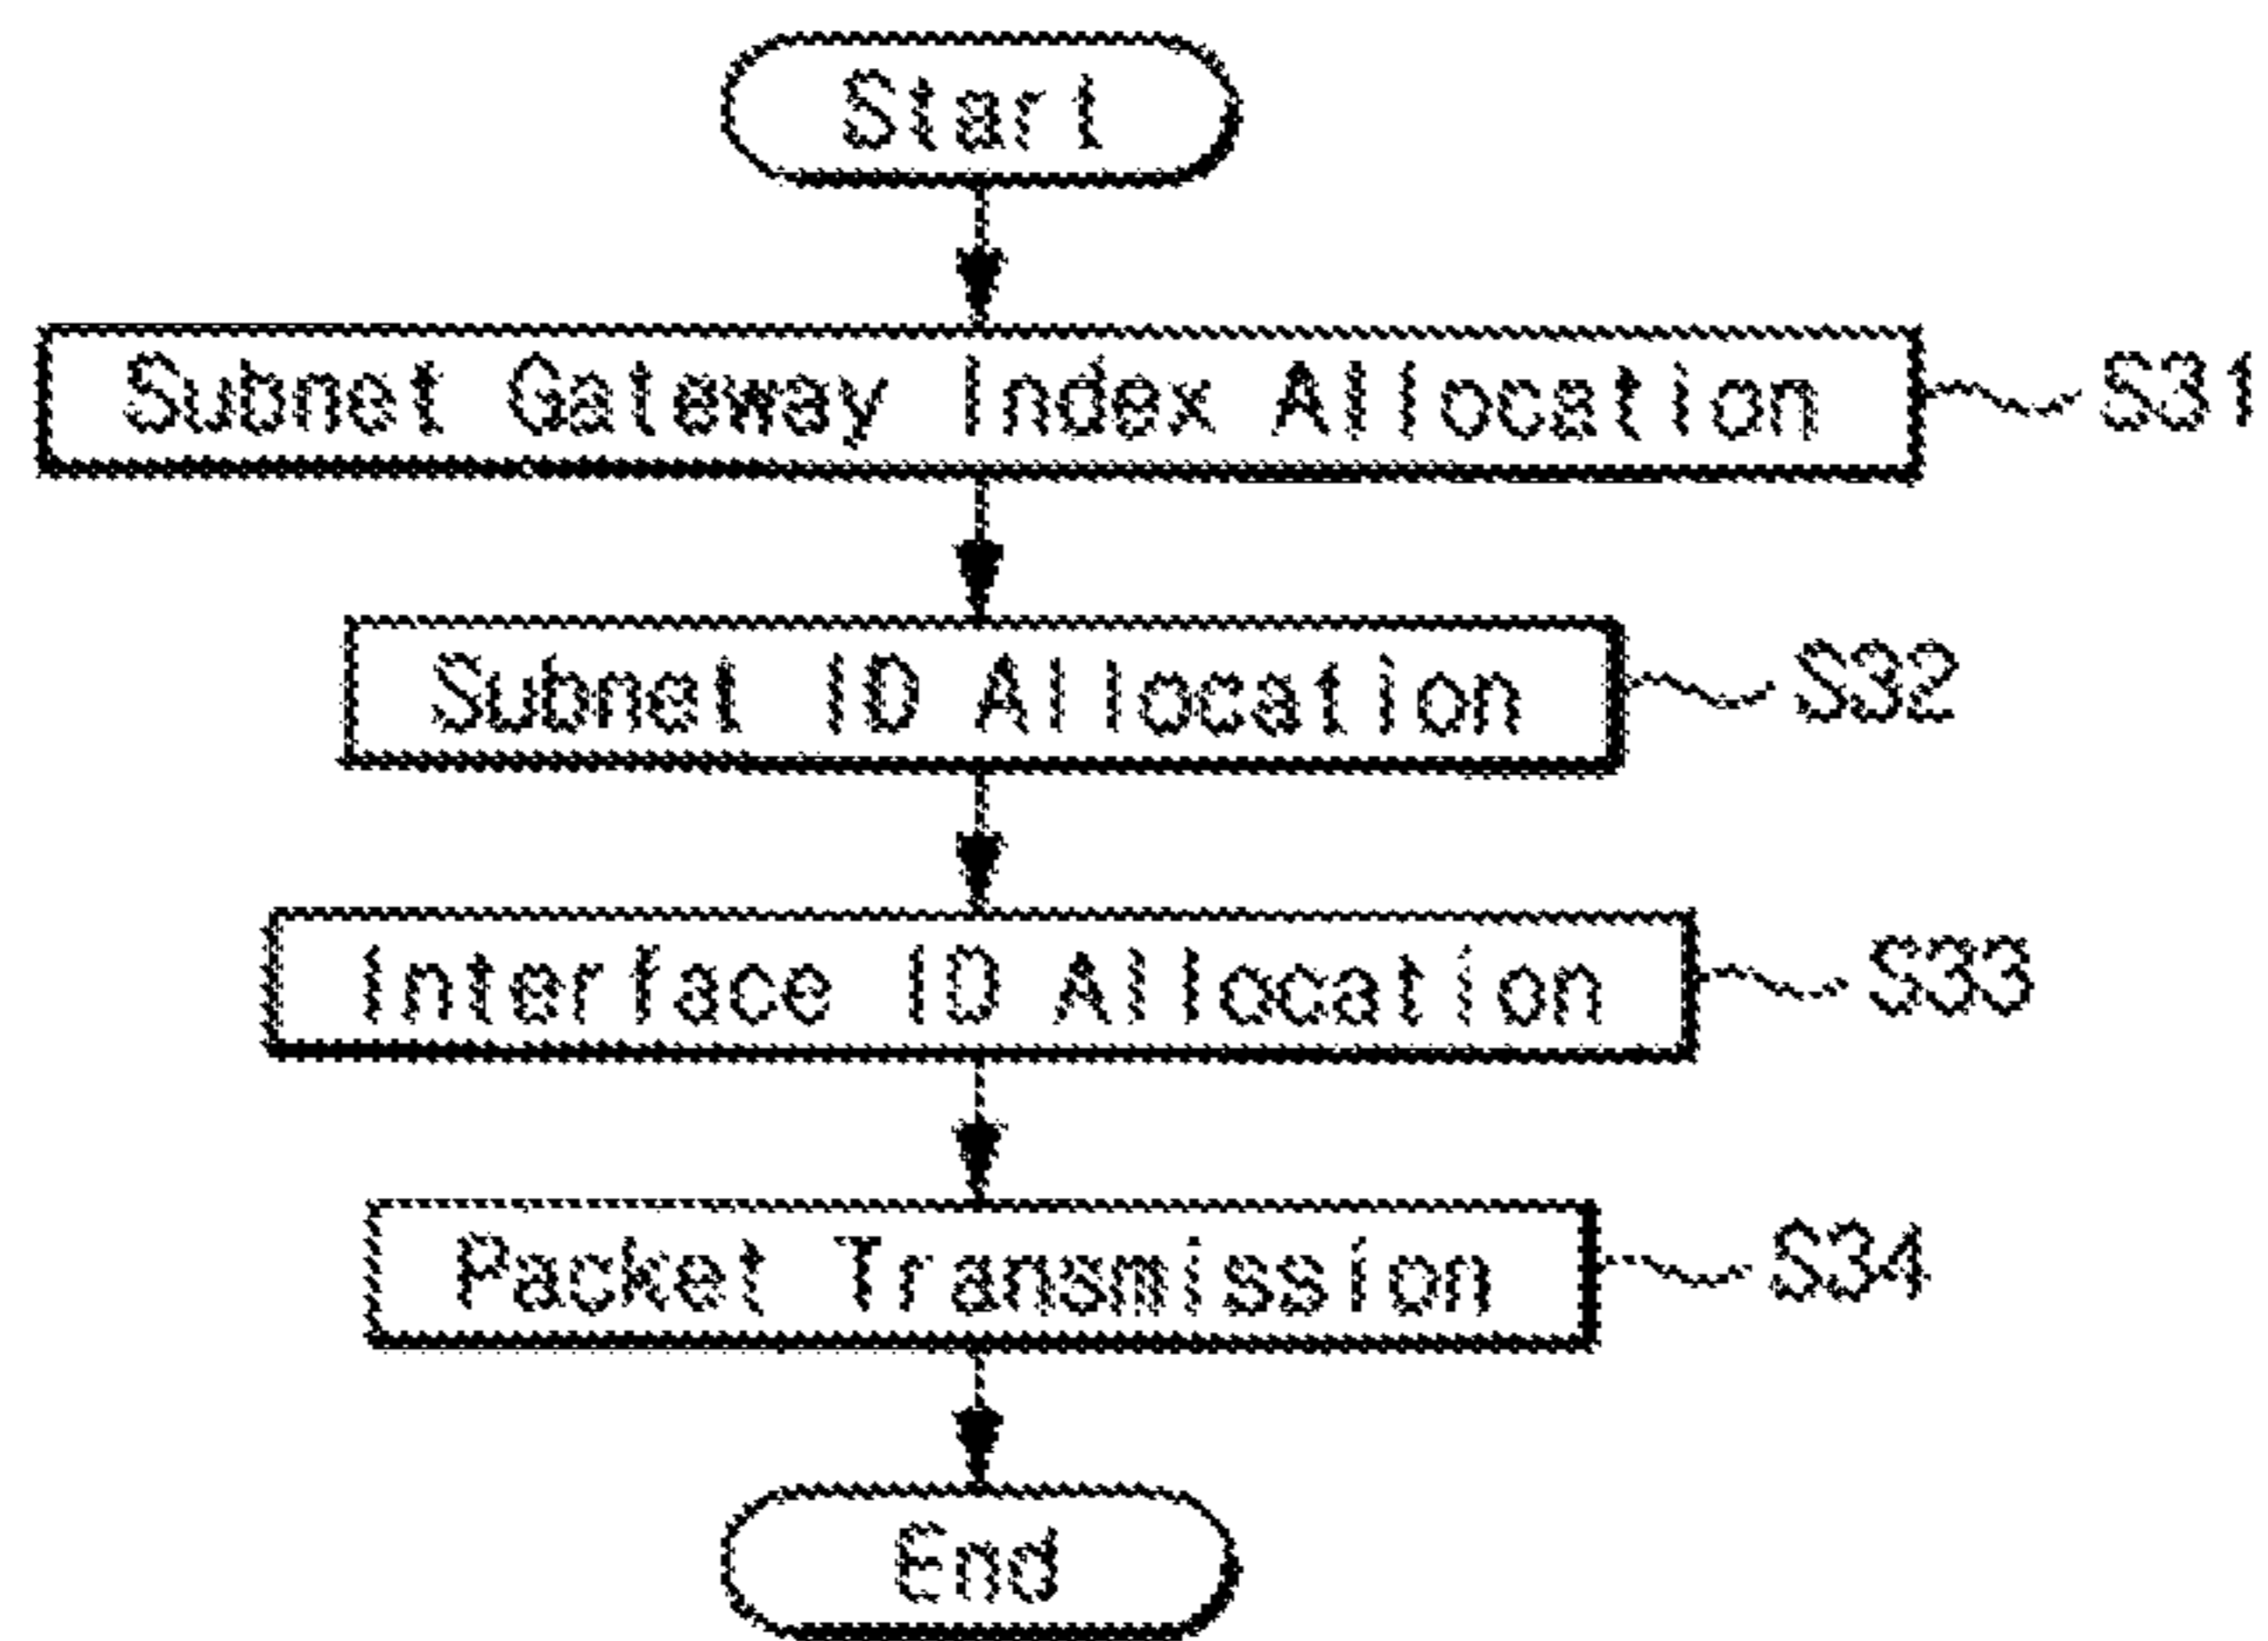 Start
Subnet Gateway Index Allocation S31
Subnet ID Allocation S32
Interface ID Allocation S33
Packet Transmission S34
End